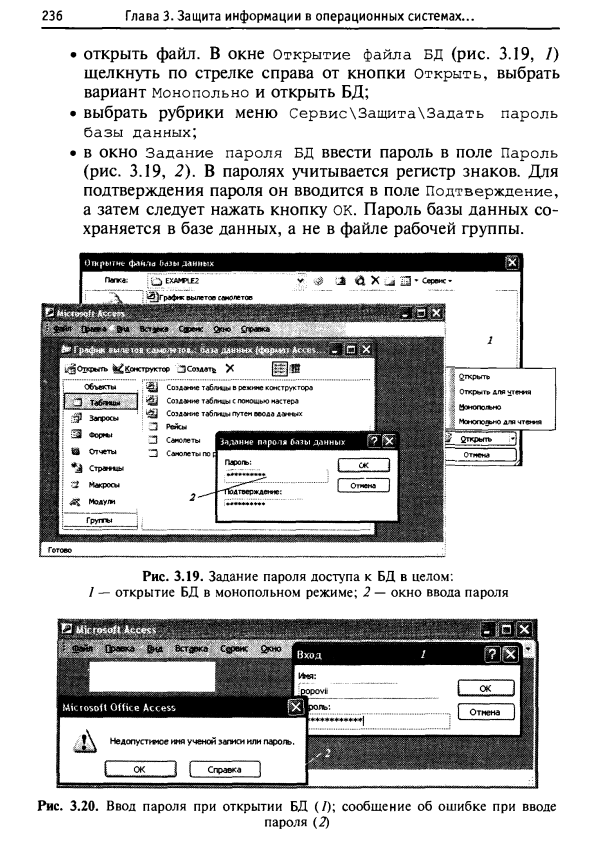 236 Глава 3. Защита информации в операционных системах...
• открыть файл. В окне Открытие файла БД (рис. 3.19, 1)
щелкнуть по стрелке справа от кнопки Открыть, выбрать
вариант Монопольно и открыть БД;
• выбрать рубрики меню Сервис\Защита\Задать пароль
базы данных;
• в окно Задание пароля БД ввести пароль в поле Пароль
(рис. 3.19, 2). В паролях учитывается регистр знаков. Для
подтверждения пароля он вводится в поле Подтверждение,
а затем следует нажать кнопку ОК. Пароль базы данных со-
храняется в базе данных, а не в файле рабочей группы.
Открытие файла базы данных
Папка: EXAMPLE2 Сервис
График вылетов самолетов
Microsoft Access
Файл Правка Вид Вставка Сервис Окно Справка
1
График вылетов самолетов.. база данных (формат Acces...
Открыть Конструктор Создать
Объекты
Таблицы
Запросы
Формы
Отчеты
Страницы
Макросы
Модули
Группы
Создание таблицы в режиме конструктора
Создание таблицы с помощью мастера
Создание таблицы путем ввода данных
Рейсы
Самолеты
Самолеты по р
Задание пароля базы данных
Пароль:
**********
Подтверждение:
**********
ОК
Отмена
2
Открыть
Открыть для чтения
Монопольно
Монопольно для чтения
Открыть
Отмена
Готово
Рис. 3.19. Задание пароля доступа к БД в целом:
1 — открытие БД в монопольном режиме; 2 — окно ввода пароля
Microsoft Access
Файл Правка Вид Вставка Сервис Окно
Вход 1
Имя:
popovii
ароль:
************
ОК
Отмена
Microsoft Office Access
Недопустимое имя ученой записи или пароль.
ОК Справка
2
Рис. 3.20. Ввод пароля при открытии БД (1); сообщение об ошибке при вводе
пароля (2)